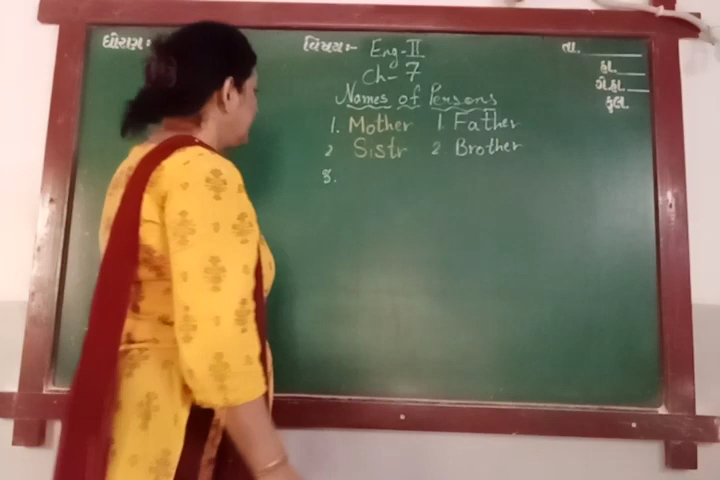 ધોરણ:- વિષય:- Eng-II તા.
Ch-7 હા.
Names of Persons ગે.હા.
કુલ.
1. Mother 1. Father
2 Sistr 2. Brother
3.